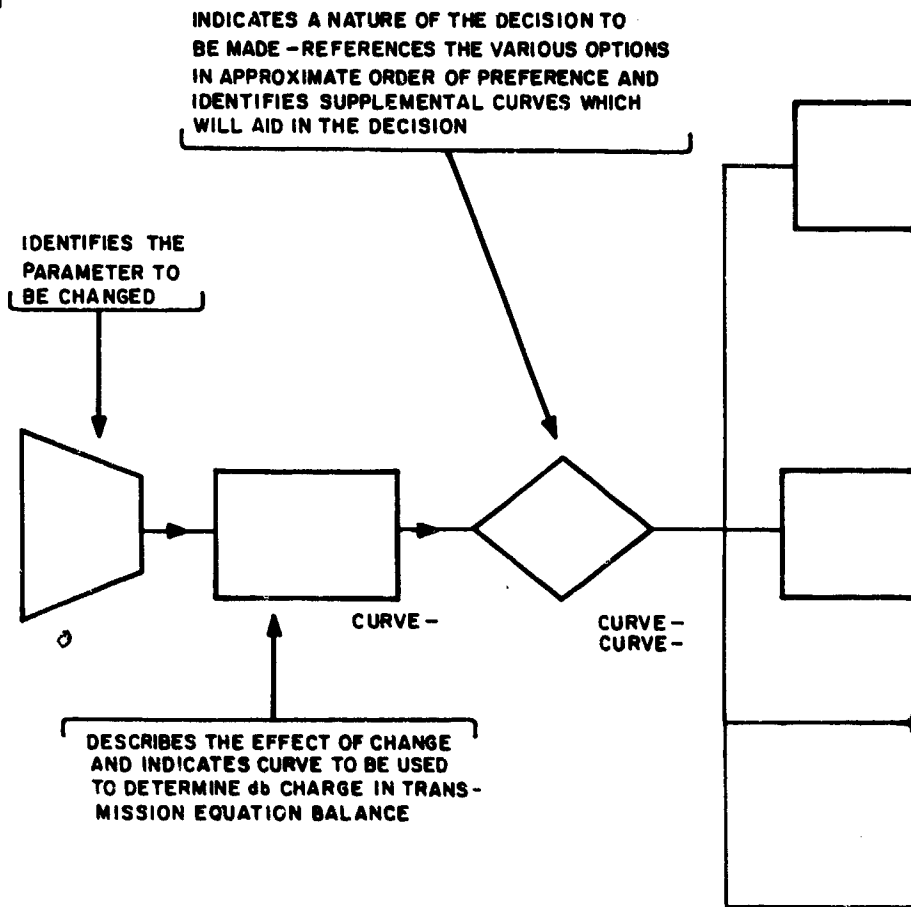 INDICATES A NATURE OF THE DECISION TO
BE MADE – REFERENCES THE VARIOUS OPTIONS
IN APPROXIMATE ORDER OF PREFERENCE AND
IDENTIFIES SUPPLEMENTAL CURVES WHICH
WILL AID IN THE DECISION
IDENTIFIES THE
PARAMETER TO
BE CHANGED
CURVE –
CURVE –
CURVE –
DESCRIBES THE EFFECT OF CHANGE
AND INDICATES CURVE TO BE USED
TO DETERMINE db CHARGE IN TRANS –
MISSION EQUATION BALANCE